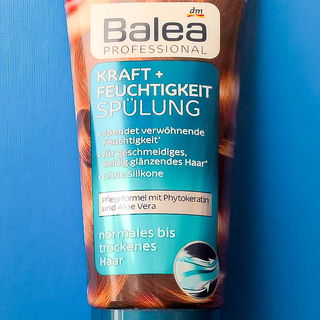 dm
Balea
PROFESSIONAL
KRAFT +
FEUCHTIGKEIT
SPÜLUNG
• spendet verwöhnende
Feuchtigkeit*
• für geschmeidiges,
seidig glänzendes Haar*
• ohne Silikone
Pflegeformel mit Phytokeratin
und Aloe Vera
normales bis
trockenes
Haar